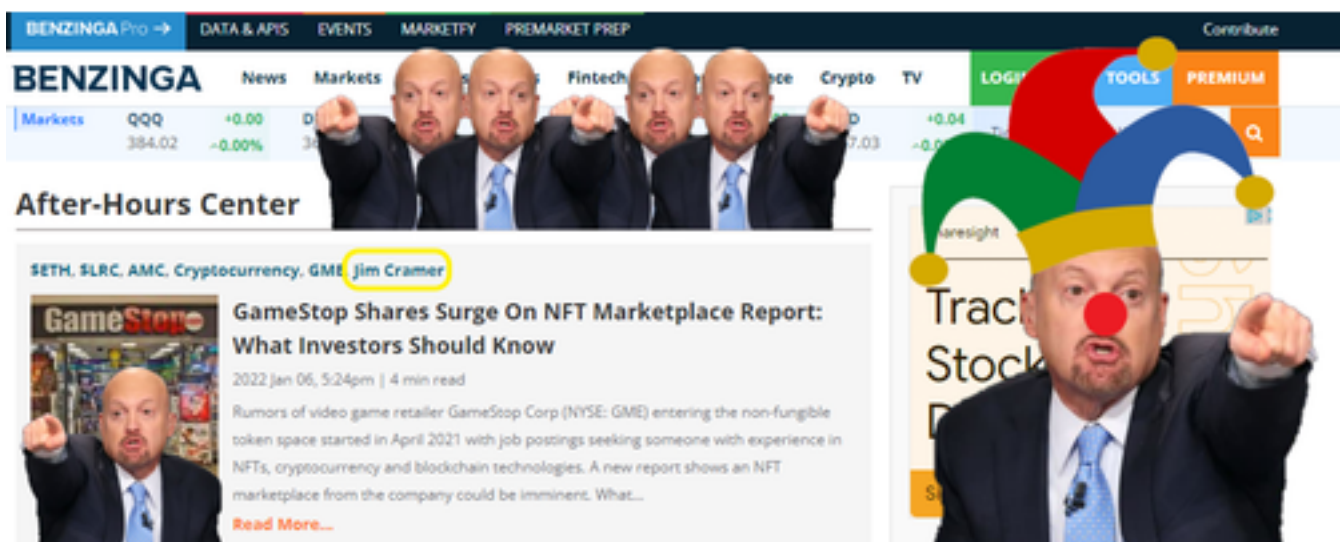 BENZINGA Pro → DATA & APIS EVENTS MARKETFY PREMARKET PREP Contribute
BENZINGA News Markets Fintech Crypto TV LOGIN TOOLS PREMIUM
Markets QQQ +0.00 +0.04
384.02 -0.00% 7.03
After-Hours Center
$ETH, $LRC, AMC, Cryptocurrency, GME, Jim Cramer
GameStop
GameStop Shares Surge On NFT Marketplace Report:
What Investors Should Know
2022 Jan 06, 5:24pm | 4 min read
Rumors of video game retailer GameStop Corp (NYSE: GME) entering the non-fungible
token space started in April 2021 with job postings seeking someone with experience in
NFTs, cryptocurrency and blockchain technologies. A new report shows an NFT
marketplace from the company could be imminent. What...
Read More...
haresight
Trac
Stock